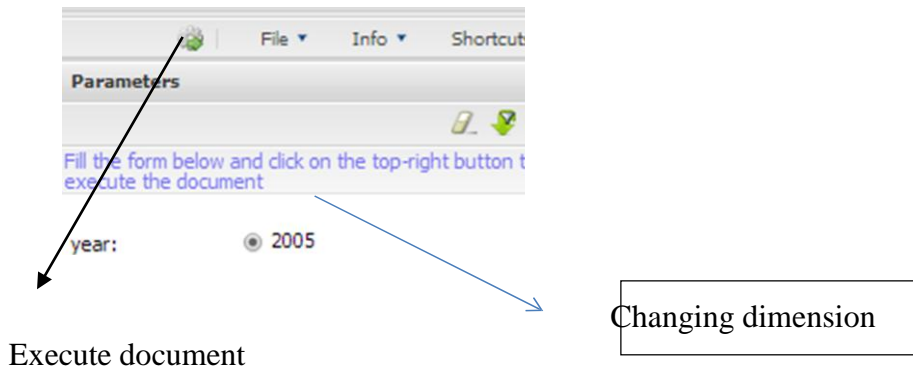 File Info Shortcuts
Parameters
Fill the form below and click on the top-right button t
execute the document
year: 2005
Changing dimension
Execute document